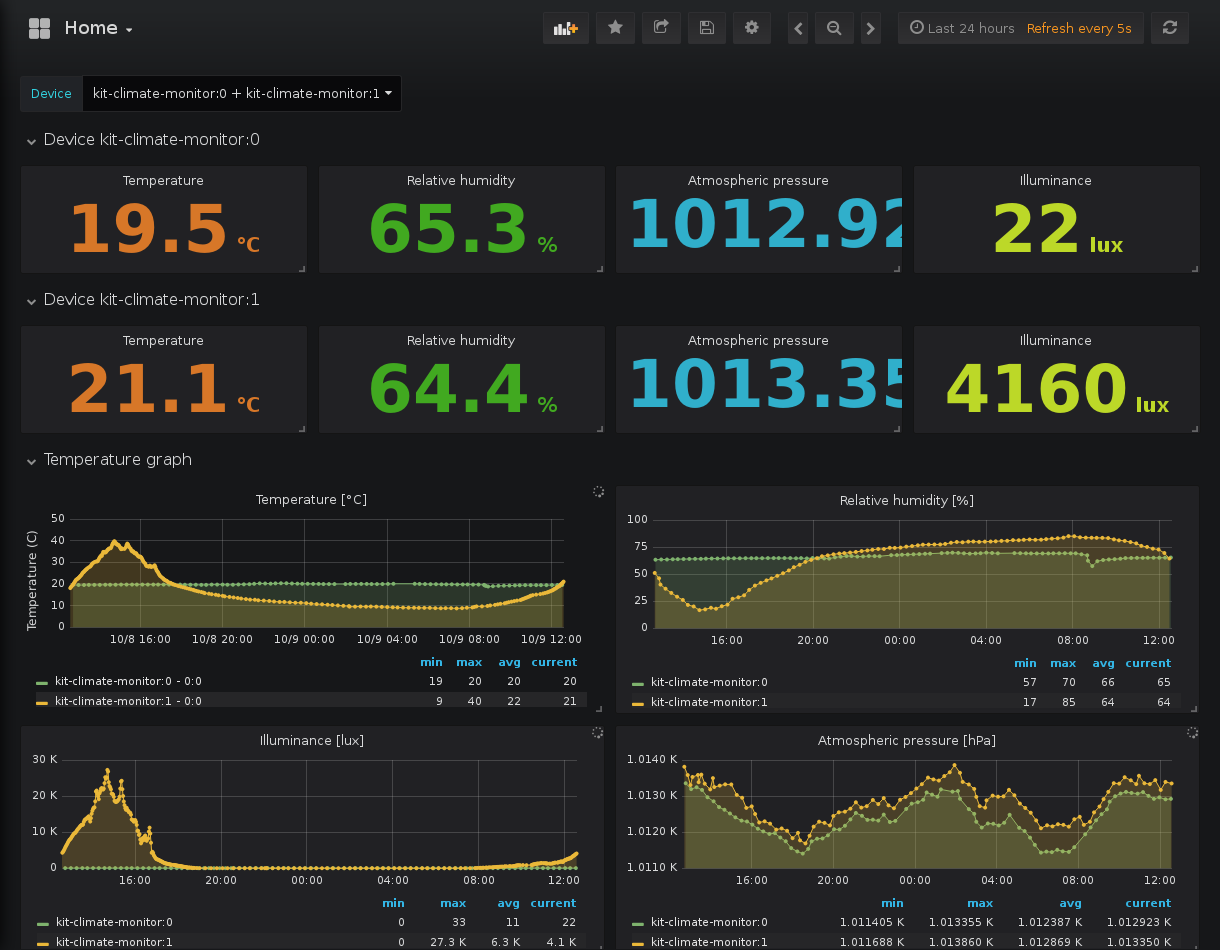 Home
Last 24 hours Refresh every 5s
Device kit-climate-monitor:0 + kit-climate-monitor:1
Device kit-climate-monitor:0
Temperature Relative humidity Atmospheric pressure Illuminance
19.5 °C 65.3 % 1012.92 22 lux
Device kit-climate-monitor:1
Temperature Relative humidity Atmospheric pressure Illuminance
21.1 °C 64.4 % 1013.35 4160 lux
Temperature graph
Temperature [°C]
Temperature (C)
50
40
30
20
10
0
10/8 16:00 10/8 20:00 10/9 00:00 10/9 04:00 10/9 08:00 10/9 12:00
min max avg current
kit-climate-monitor:0 - 0:0 19 20 20 20
kit-climate-monitor:1 - 0:0 9 40 22 21
Relative humidity [%]
100
75
50
25
0
16:00 20:00 00:00 04:00 08:00 12:00
min max avg current
kit-climate-monitor:0 57 70 66 65
kit-climate-monitor:1 17 85 64 64
Illuminance [lux]
30 K
20 K
10 K
0
16:00 20:00 00:00 04:00 08:00 12:00
min max avg current
kit-climate-monitor:0 0 33 11 22
kit-climate-monitor:1 0 27.3 K 6.3 K 4.1 K
Atmospheric pressure [hPa]
1.0140 K
1.0130 K
1.0120 K
1.0110 K
16:00 20:00 00:00 04:00 08:00 12:00
min max avg current
kit-climate-monitor:0 1.011405 K 1.013355 K 1.012387 K 1.012923 K
kit-climate-monitor:1 1.011688 K 1.013860 K 1.012869 K 1.013350 K